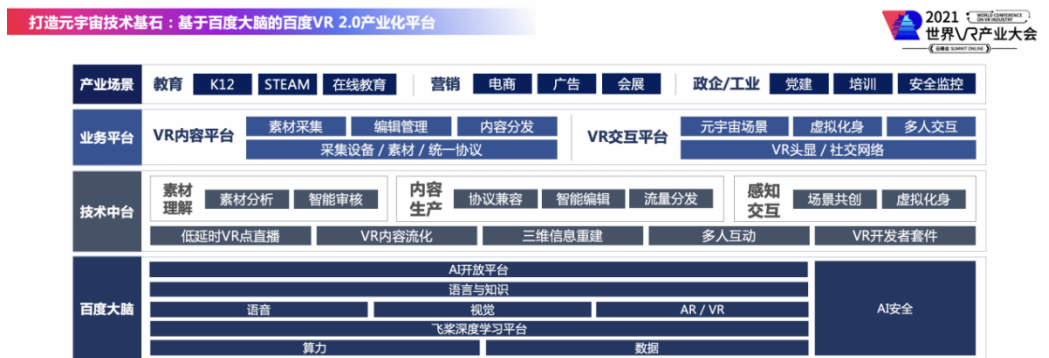 打造元宇宙技术基石：基于百度大脑的百度VR 2.0产业化平台
2021 WORLD CONFERENCE ON VR INDUSTRY
世界VR产业大会
云峰会 SUMMIT ONLINE
产业场景 教育 K12 STEAM 在线教育 营销 电商 广告 会展 政企/工业 党建 培训 安全监控
业务平台 VR内容平台 素材采集 编辑管理 内容分发 VR交互平台 元宇宙场景 虚拟化身 多人交互
采集设备 / 素材 / 统一协议 VR头显 / 社交网络
技术中台 素材理解 素材分析 智能审核 内容生产 协议兼容 智能编辑 流量分发 感知交互 场景共创 虚拟化身
低延时VR点直播 VR内容流化 三维信息重建 多人互动 VR开发者套件
百度大脑 AI开放平台
语言与知识
语音 视觉 AR / VR AI安全
飞桨深度学习平台
算力 数据